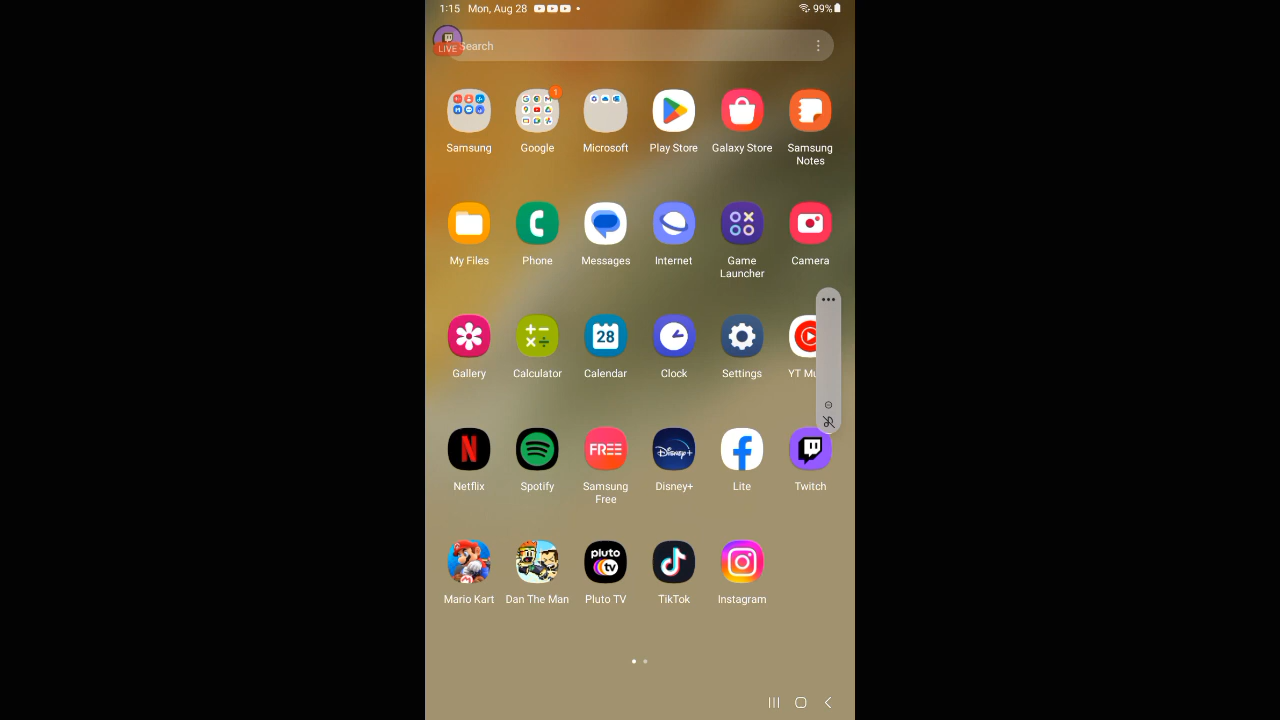 1:15 Mon, Aug 28 99%
LIVE Search
1
Samsung Google Microsoft Play Store Galaxy Store Samsung Notes
My Files Phone Messages Internet Game Launcher Camera
28
Gallery Calculator Calendar Clock Settings YT Mu
N FREE Disney+
Netflix Spotify Samsung Free Disney+ Lite Twitch
pluto tv
Mario Kart Dan The Man Pluto TV TikTok Instagram